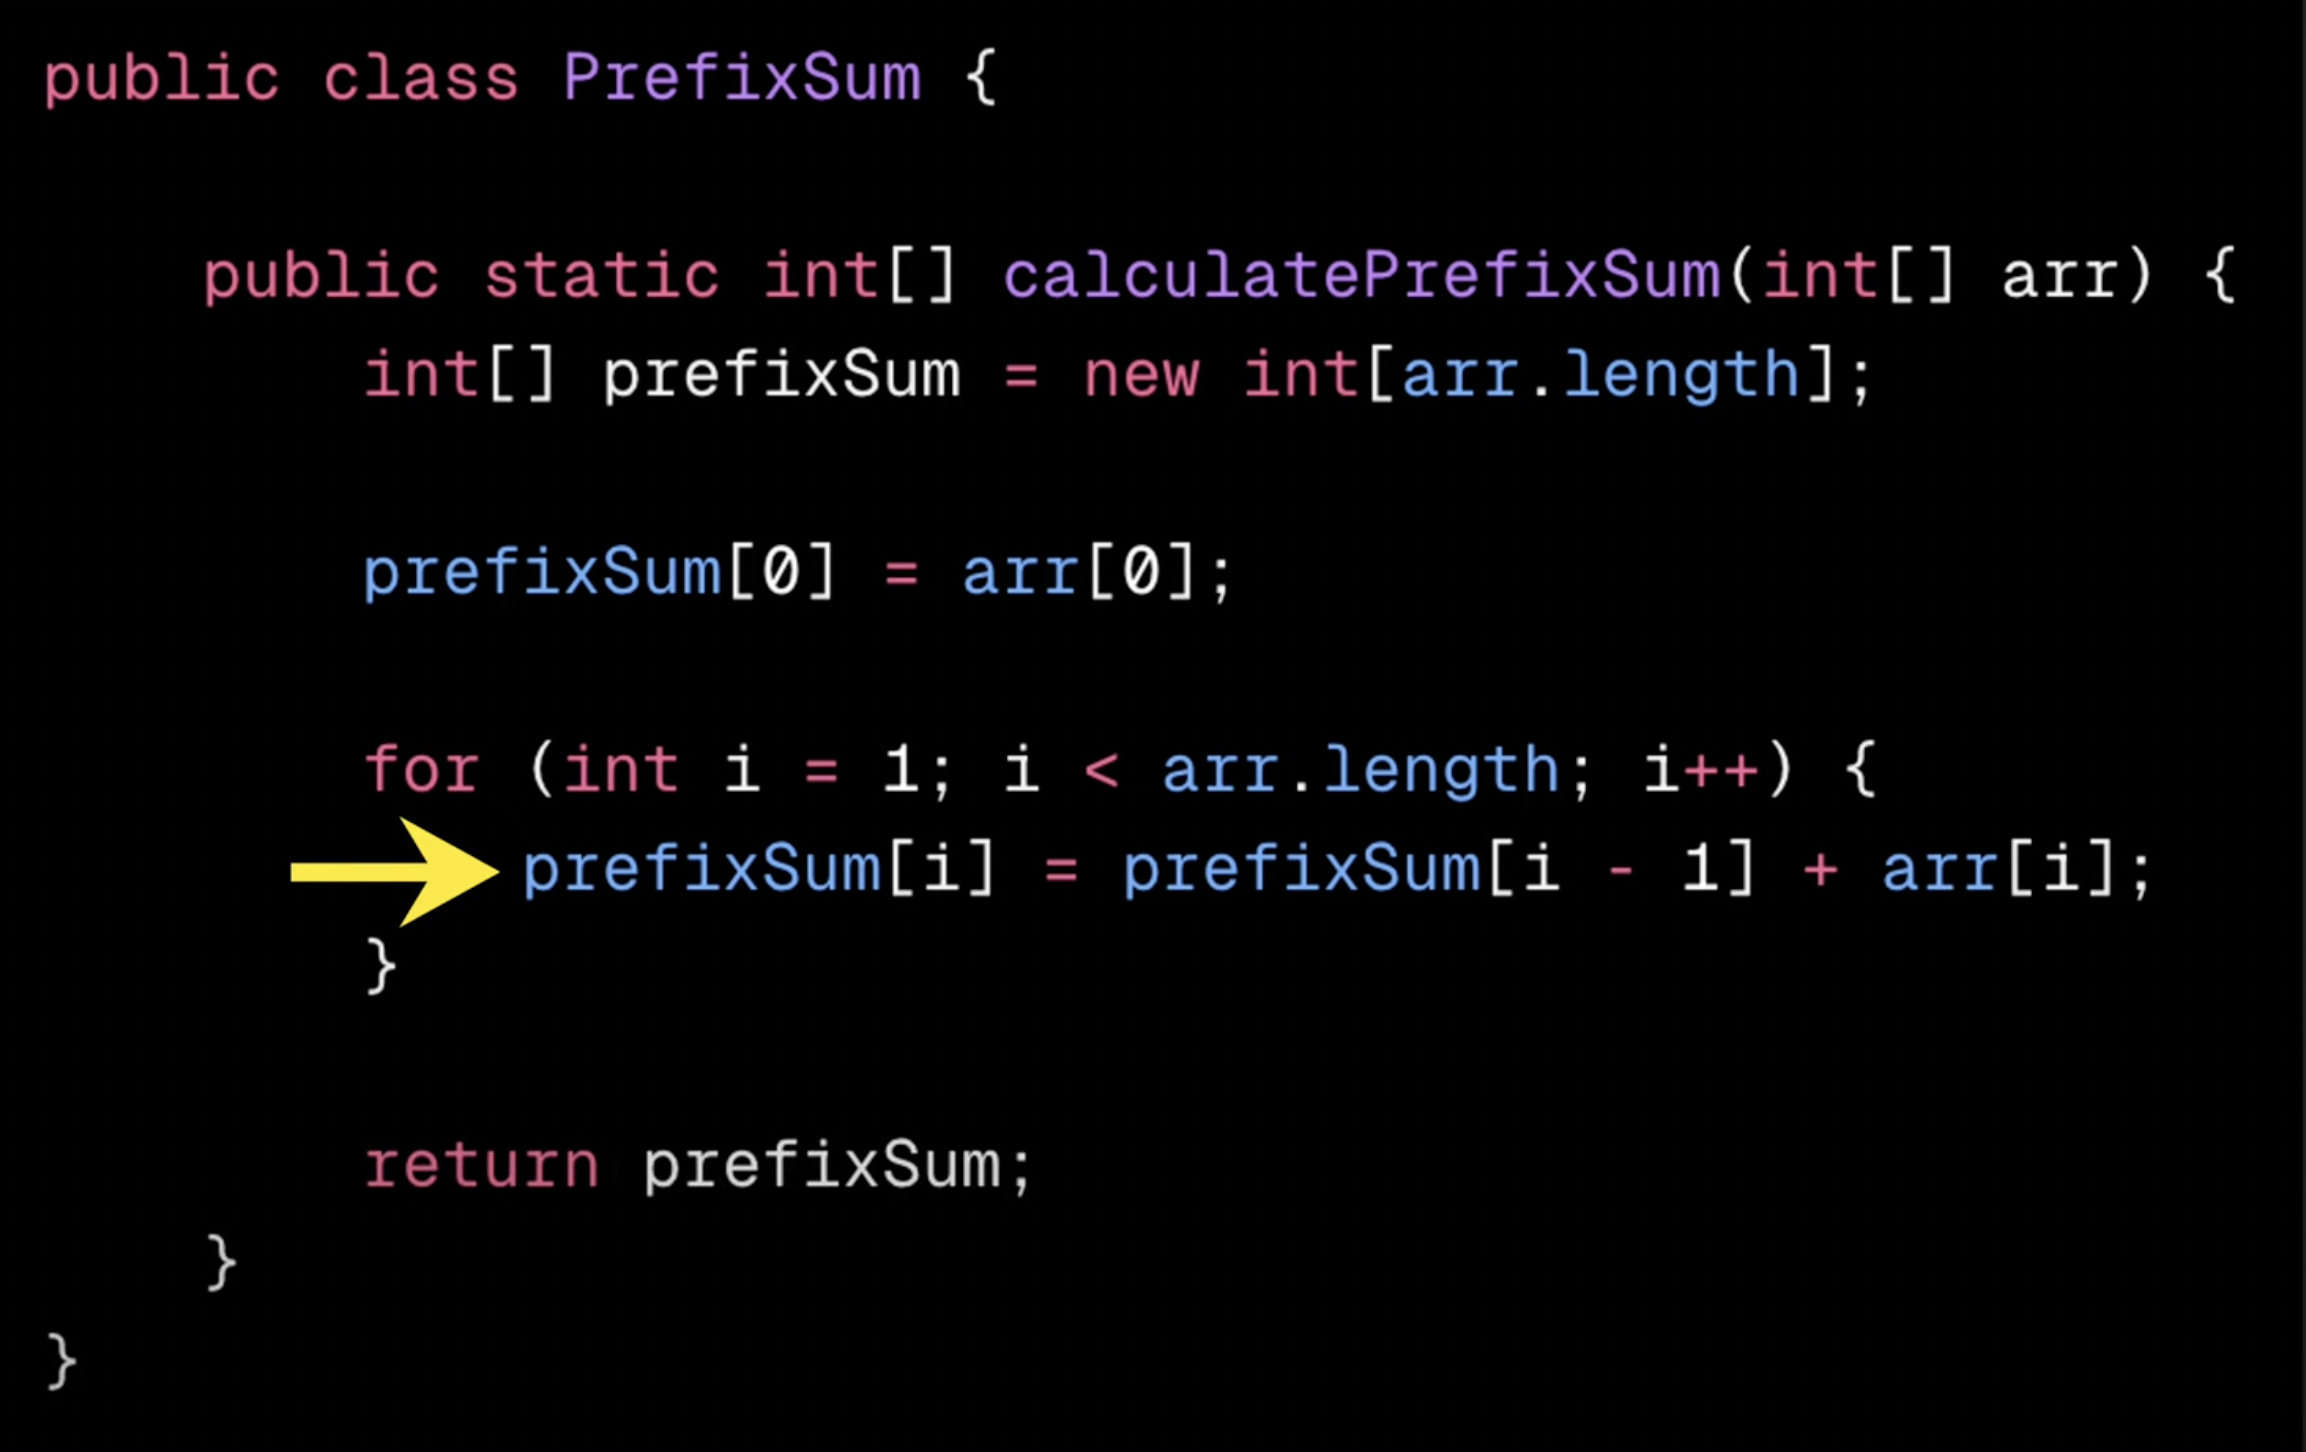 public class PrefixSum {
    public static int[] calculatePrefixSum(int[] arr) {
        int[] prefixSum = new int[arr.length];
        prefixSum[0] = arr[0];
        for (int i = 1; i < arr.length; i++) {
            prefixSum[i] = prefixSum[i - 1] + arr[i];
        }
        return prefixSum;
    }
}